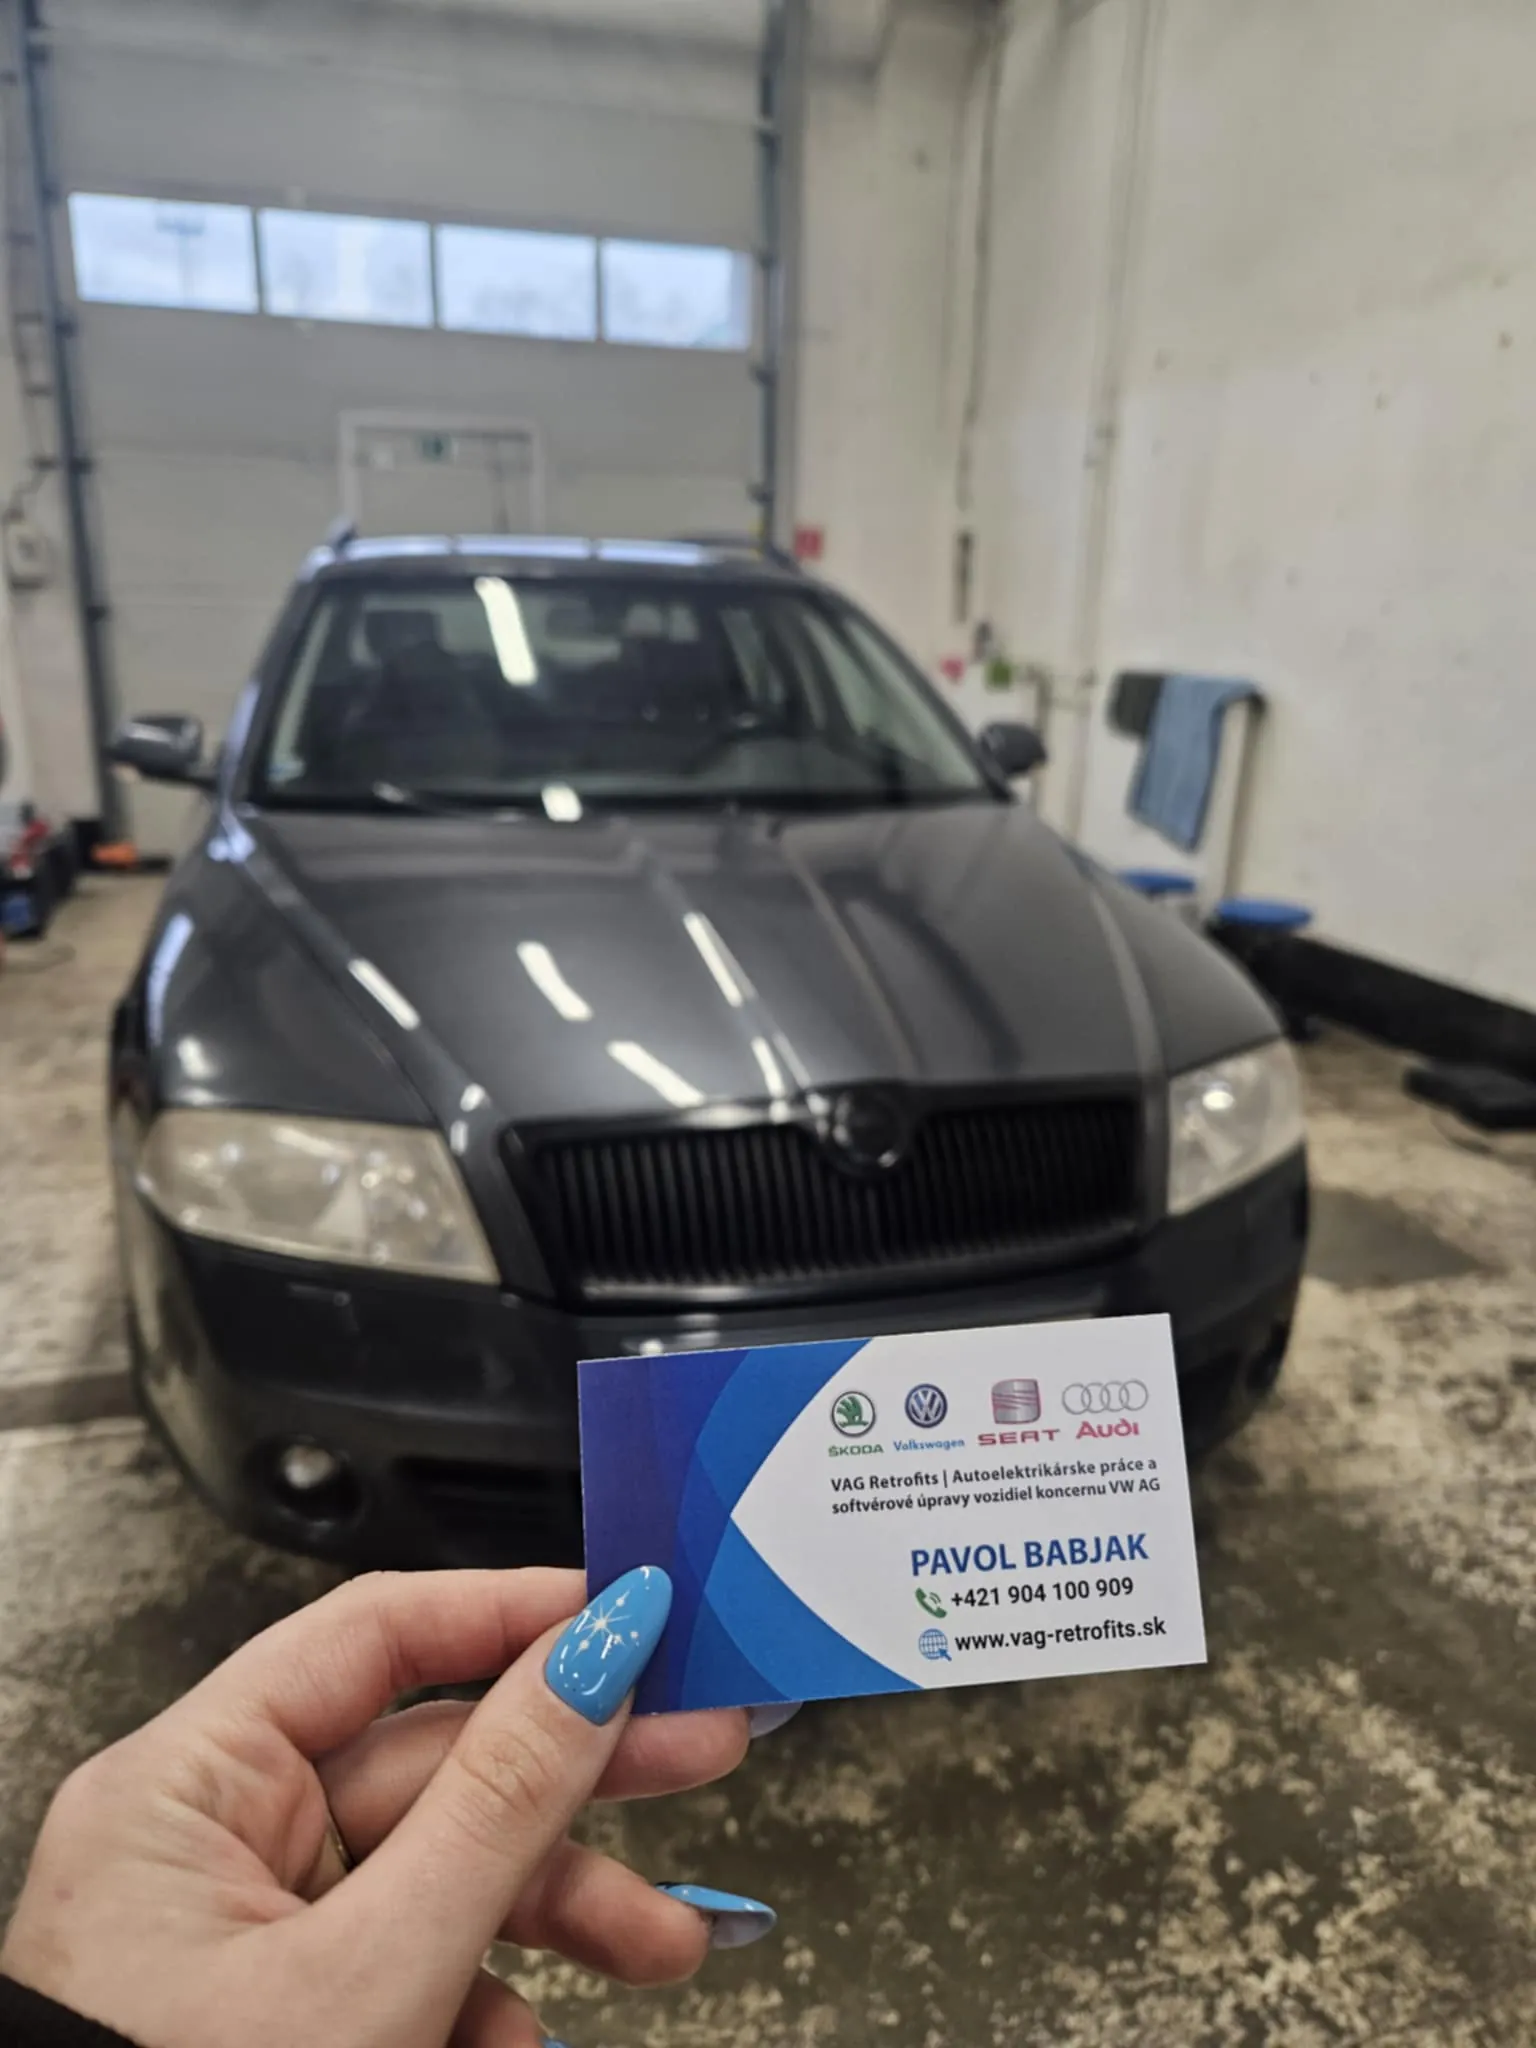 ŠKODA Volkswagen SEAT Audi
VAG Retrofits | Autoelektrikárske práce a
softvérové úpravy vozidiel koncernu VW AG
PAVOL BABJAK
+421 904 100 909
www.vag-retrofits.sk